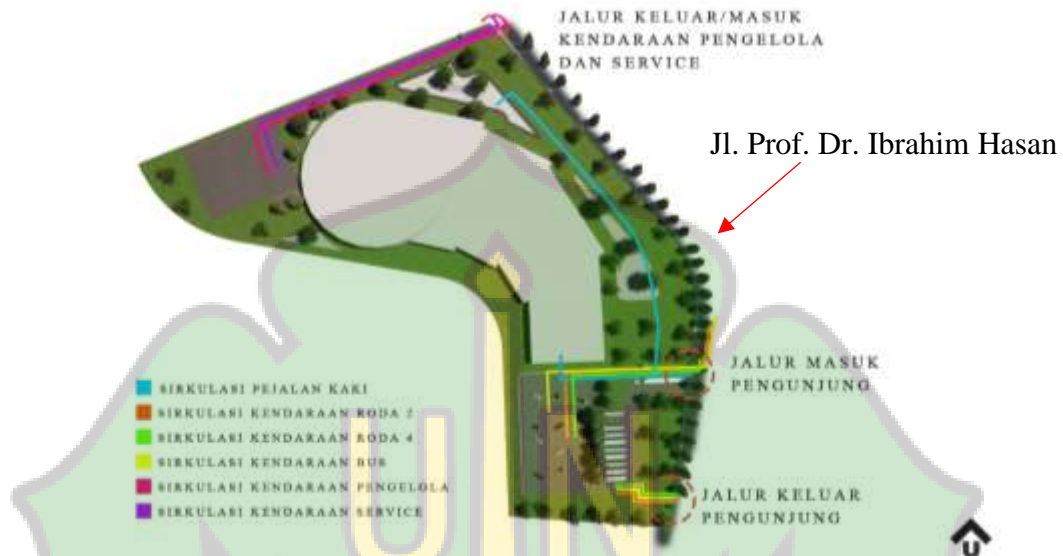 JALUR KELUAR/MASUK
KENDARAAN PENGELOLA
DAN SERVICE
Jl. Prof. Dr. Ibrahim Hasan
JALUR MASUK
PENGUNJUNG
SIRKULASI PEJALAN KAKI
SIRKULASI KENDARAAN RODA 2
SIRKULASI KENDARAAN RODA 4
SIRKULASI KENDARAAN BUS
SIRKULASI KENDARAAN PENGELOLA
SIRKULASI KENDARAAN SERVICE
JALUR KELUAR
PENGUNJUNG
UIN
U